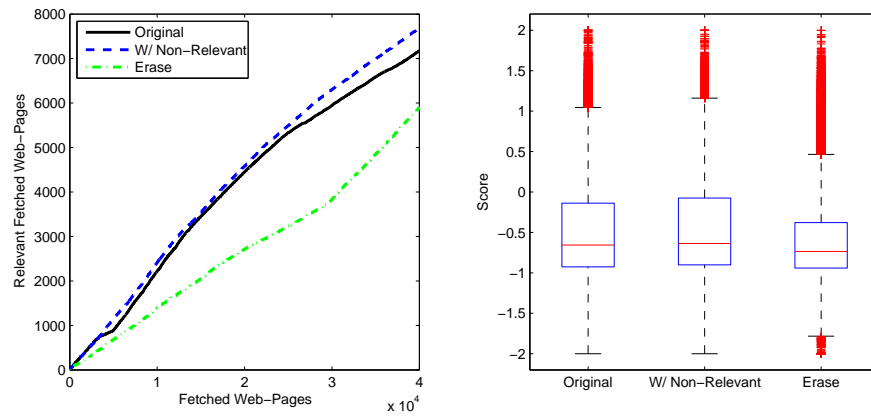 8000
7000
6000
5000
4000
3000
2000
1000
0
Relevant Fetched Web-Pages
Original
W/ Non-Relevant
Erase
0 1 2 3 4
x 10^4
Fetched Web-Pages
2
1.5
1
0.5
0
−0.5
−1
−1.5
−2
Score
Original W/ Non-Relevant Erase